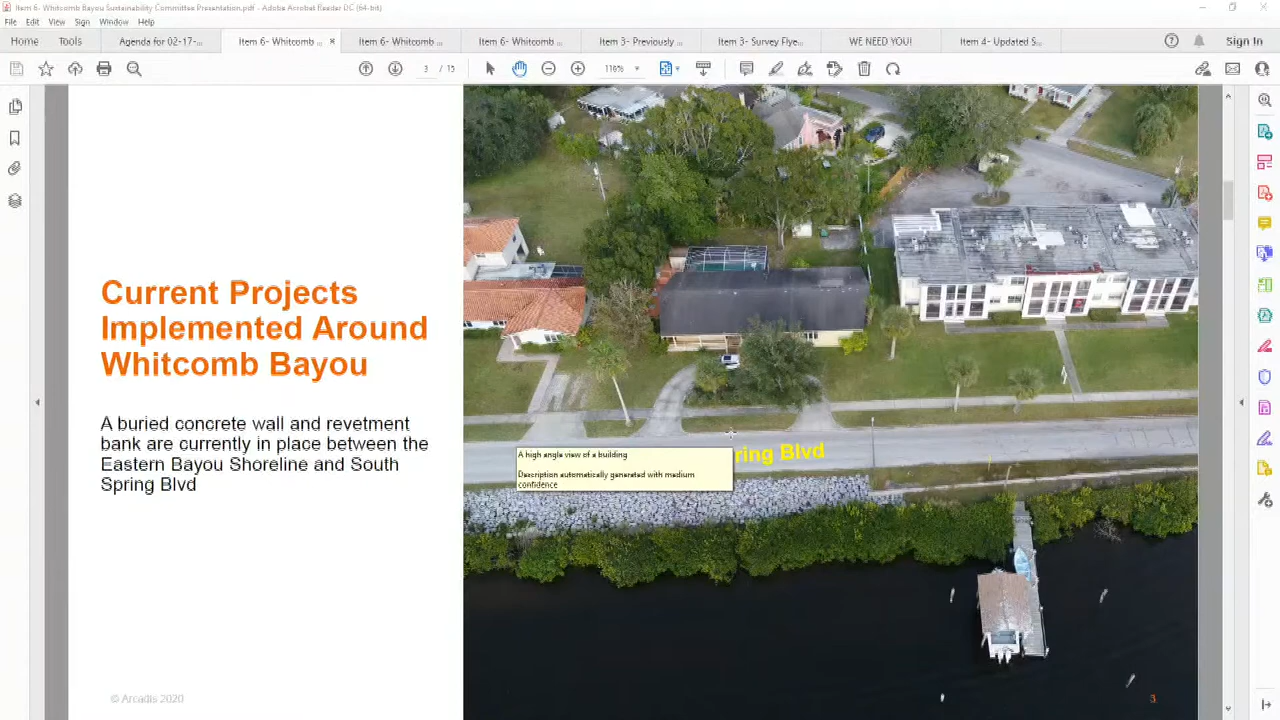 Item 6- Whitcomb Bayou Sustainability Committee Presentation.pdf - Adobe Acrobat Reader DC (64-bit)
File Edit View Sign Window Help
Home Tools Agenda for 02-17-... Item 6- Whitcomb ... × Item 6- Whitcomb ... Item 6- Whitcomb ... Item 3- Previously ... Item 3- Survey Flye... WE NEED YOU! Item 4- Updated S... Sign In
3 / 15 116%
Current Projects
Implemented Around
Whitcomb Bayou
A buried concrete wall and revetment
bank are currently in place between the
Eastern Bayou Shoreline and South
Spring Blvd
pring Blvd
A high angle view of a building
Description automatically generated with medium
confidence
© Arcadis 2020
3